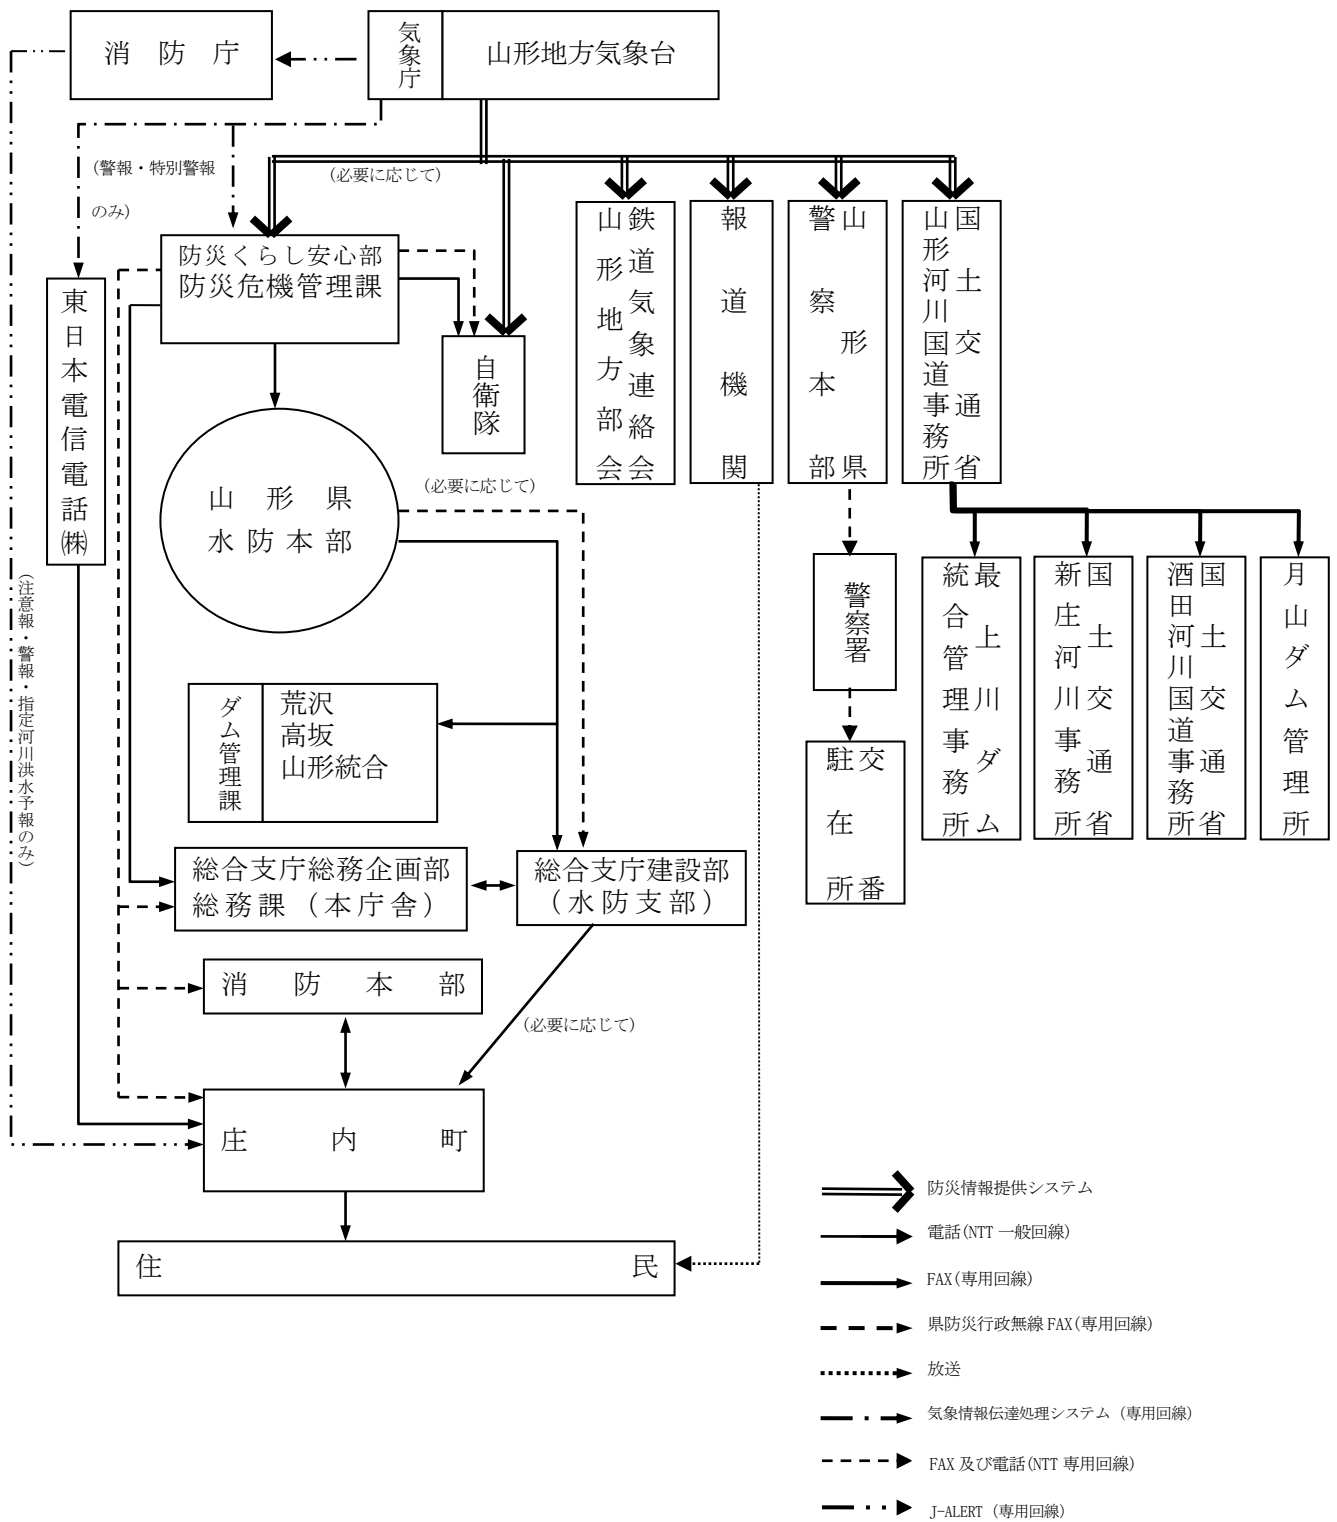 消防庁
気象庁
山形地方気象台
(警報・特別警報
のみ)
(必要に応じて)
防災くらし安心部
防災危機管理課
東日本電信電話㈱
自衛隊
鉄道気象連絡会
山形地方部会
報道機関
山形県
警察本部
国土交通省
山形河川国道事務所
山形県
水防本部
(必要に応じて)
(注意報・警報・指定河川洪水予報のみ)
警察署
交番
駐在所
最上川ダム
統合管理事務所
国土交通省
新庄河川事務所
国土交通省
酒田河川国道事務所
月山ダム管理所
ダム管理課
荒沢
高坂
山形統合
総合支庁総務企画部
総務課（本庁舎）
総合支庁建設部
（水防支部）
消防本部
(必要に応じて)
庄内町
住民
防災情報提供システム
電話(NTT 一般回線)
FAX(専用回線)
県防災行政無線 FAX(専用回線)
放送
気象情報伝達処理システム (専用回線)
FAX 及び電話(NTT 専用回線)
J-ALERT (専用回線)